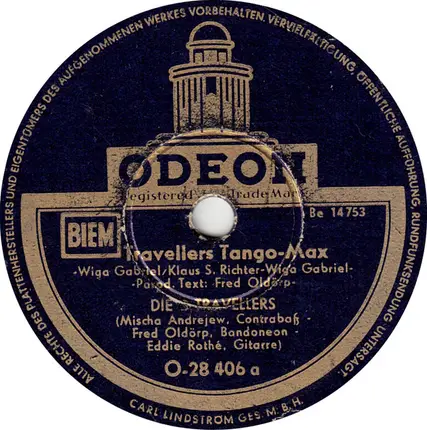 ALLE RECHTE DES PLATTENHERSTELLERS UND EIGENTÜMERS DES AUFGENOMMENEN WERKES VORBEHALTEN. VERVIELFÄLTIGUNG, ÖFFENTLICHE AUFFÜHRUNG, RUNDFUNKSENDUNG UNTERSAGT.
ODEON
Registered Trade Mark
Be 14753
BIEM
Travellers Tango-Max
-Wiga Gabriel/Klaus S. Richter-Wiga Gabriel-
-Parod. Text: Fred Oldörp-
DIE 3 TRAVELLERS
(Mischa Andrejew, Contrabaß -
Fred Oldörp, Bandoneon -
Eddie Rothé, Gitarre)
O-28 406 a
CARL LINDSTRÖM GES. M. B. H.